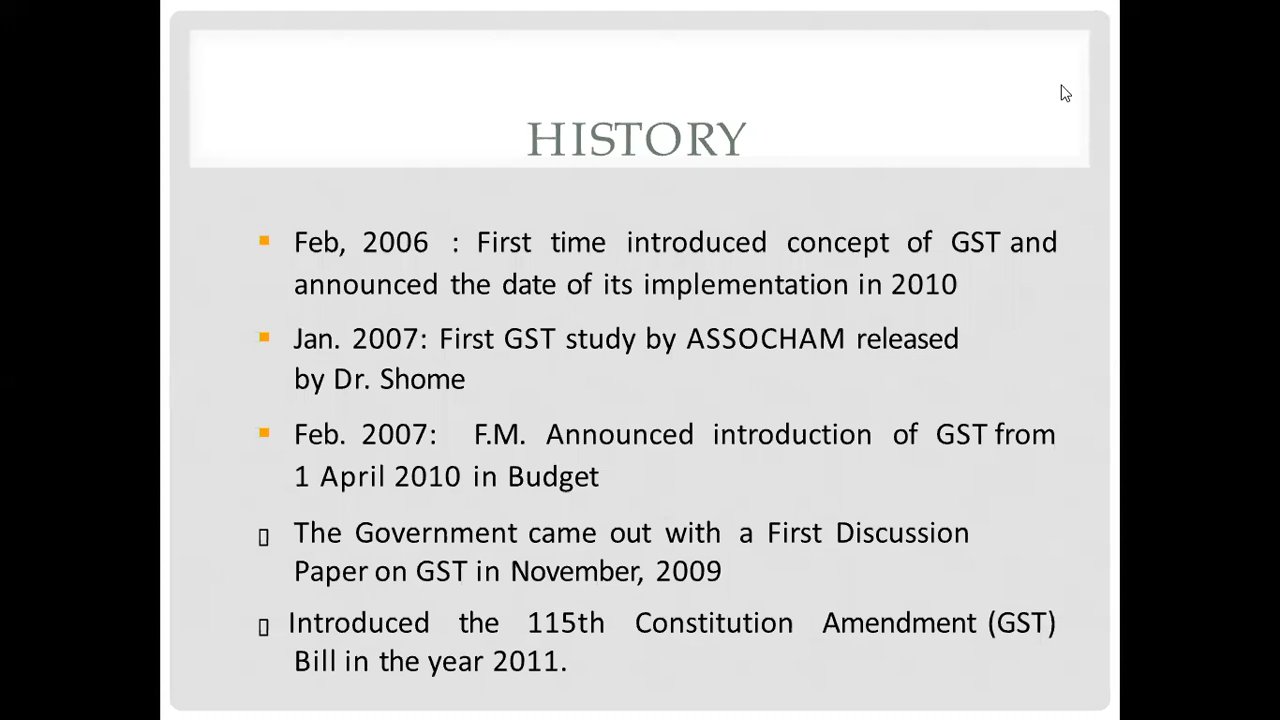 HISTORY
Feb, 2006 : First time introduced concept of GST and
announced the date of its implementation in 2010
Jan. 2007: First GST study by ASSOCHAM released
by Dr. Shome
Feb. 2007: F.M. Announced introduction of GST from
1 April 2010 in Budget
The Government came out with a First Discussion
Paper on GST in November, 2009
Introduced the 115th Constitution Amendment (GST)
Bill in the year 2011.